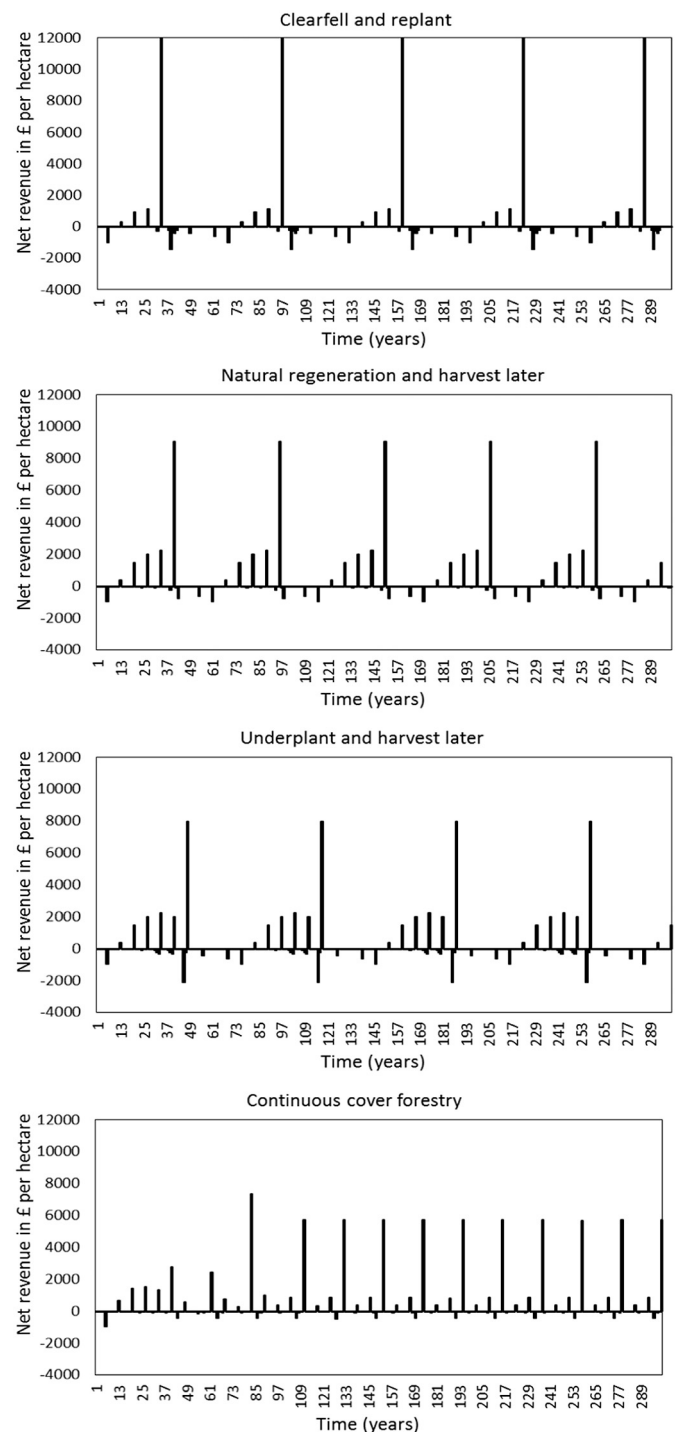 Clearfell and replant
Net revenue in £ per hectare
12000
10000
8000
6000
4000
2000
0
-2000
-4000
1 13 25 37 49 61 73 85 97 109 121 133 145 157 169 181 193 205 217 229 241 253 265 277 289
Time (years)
Natural regeneration and harvest later
Net revenue in £ per hectare
12000
10000
8000
6000
4000
2000
0
-2000
-4000
1 13 25 37 49 61 73 85 97 109 121 133 145 157 169 181 193 205 217 229 241 253 265 277 289
Time (years)
Underplant and harvest later
Net revenue in £ per hectare
12000
10000
8000
6000
4000
2000
0
-2000
-4000
1 13 25 37 49 61 73 85 97 109 121 133 145 157 169 181 193 205 217 229 241 253 265 277 289
Time (years)
Continuous cover forestry
Net revenue in £ per hectare
12000
10000
8000
6000
4000
2000
0
-2000
-4000
1 13 25 37 49 61 73 85 97 109 121 133 145 157 169 181 193 205 217 229 241 253 265 277 289
Time (years)